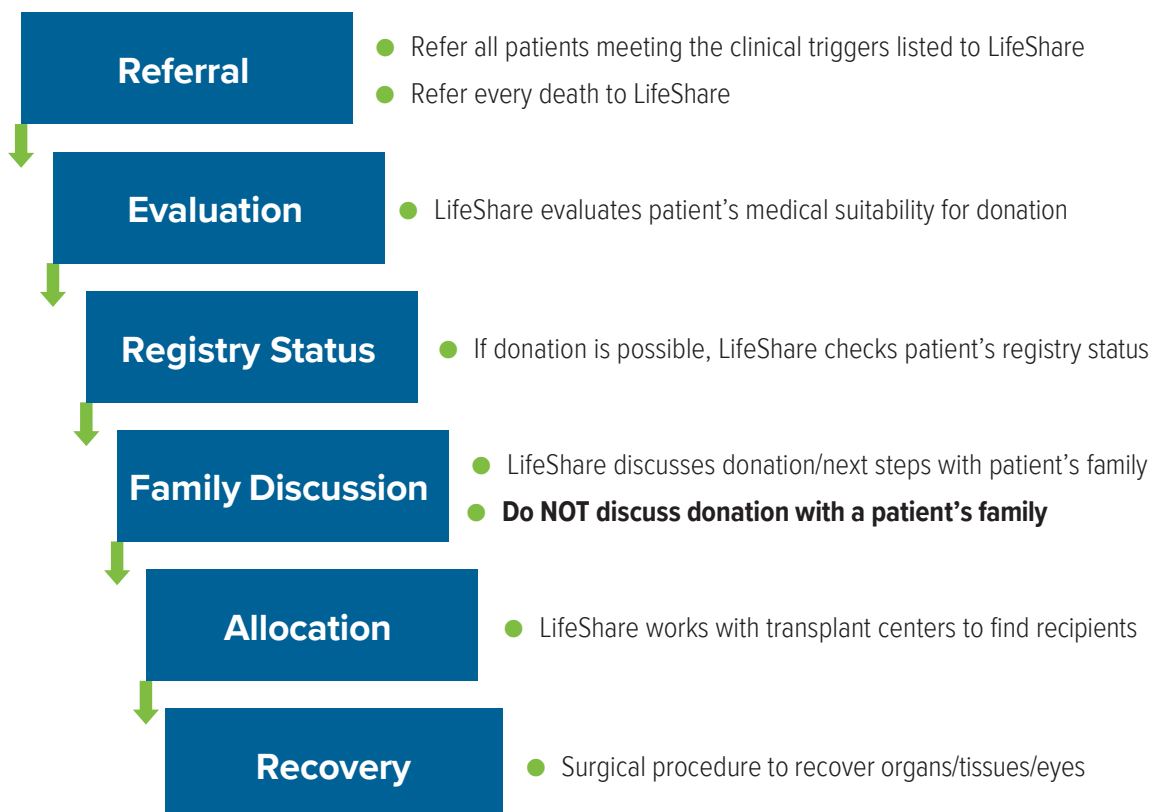 Referral
Refer all patients meeting the clinical triggers listed to LifeShare
Refer every death to LifeShare
Evaluation
LifeShare evaluates patient’s medical suitability for donation
Registry Status
If donation is possible, LifeShare checks patient’s registry status
Family Discussion
LifeShare discusses donation/next steps with patient’s family
Do NOT discuss donation with a patient’s family
Allocation
LifeShare works with transplant centers to find recipients
Recovery
Surgical procedure to recover organs/tissues/eyes